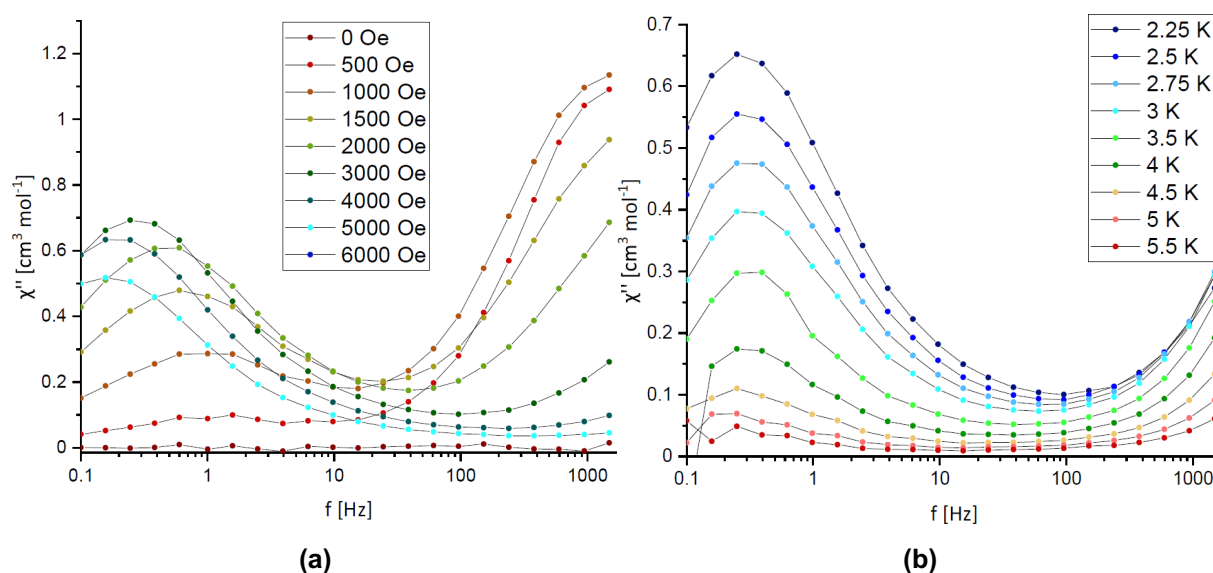 1.2
1
0.8
0.6
0.4
0.2
0
0.1
1
10
100
1000
χ" [cm³ mol⁻¹]
f [Hz]
0 Oe
500 Oe
1000 Oe
1500 Oe
2000 Oe
3000 Oe
4000 Oe
5000 Oe
6000 Oe
(a)
0.7
0.6
0.5
0.4
0.3
0.2
0.1
0
0.1
1
10
100
1000
χ" [cm³ mol⁻¹]
f [Hz]
2.25 K
2.5 K
2.75 K
3 K
3.5 K
4 K
4.5 K
5 K
5.5 K
(b)